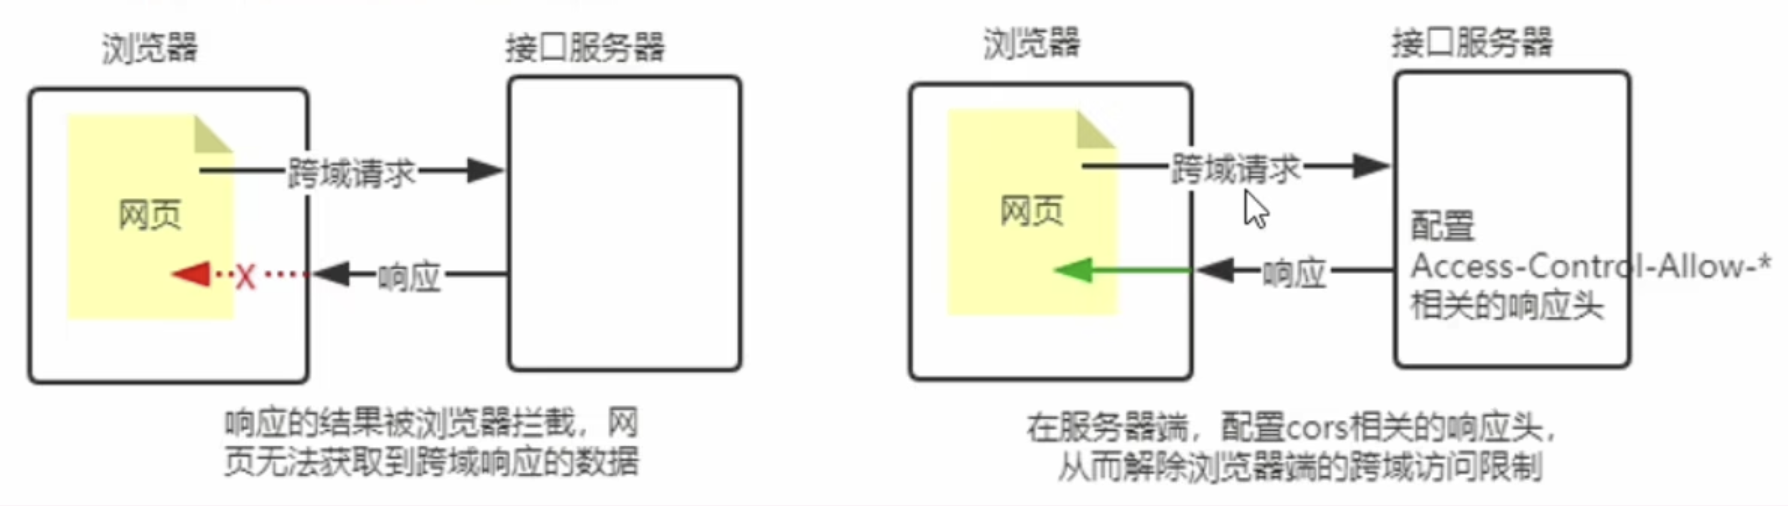 浏览器
接口服务器
跨域请求
网页
X
响应
响应的结果被浏览器拦截，网
页无法获取到跨域响应的数据
浏览器
接口服务器
跨域请求
网页
响应
配置
Access-Control-Allow-*
相关的响应头
在服务器端，配置cors相关的响应头，
从而解除浏览器端的跨域访问限制